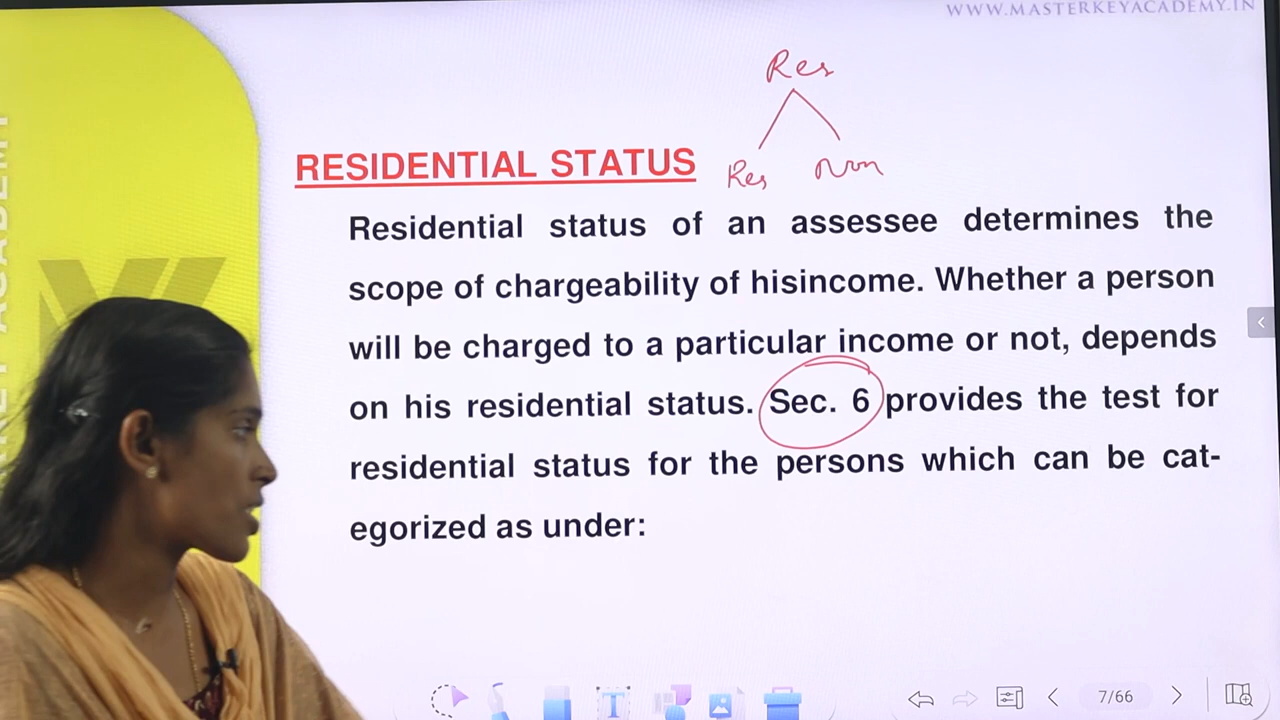 WWW.MASTERKEYACADEMY.IN
Res
RESIDENTIAL STATUS
Res Non
Residential status of an assessee determines the
scope of chargeability of hisincome. Whether a person
will be charged to a particular income or not, depends
on his residential status. Sec. 6 provides the test for
residential status for the persons which can be cat-
egorized as under:
T
7/66